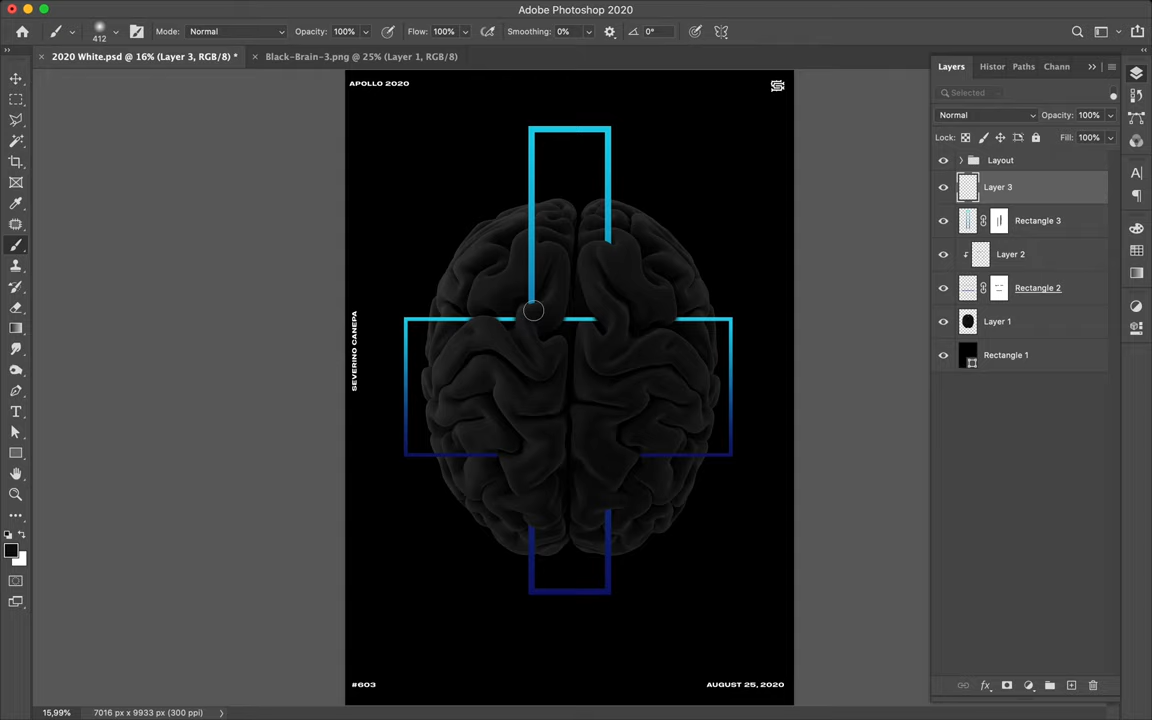 Adobe Photoshop 2020
412
Mode: Normal
Opacity: 100%
Flow: 100%
Smoothing: 0%
0°
2020 White.psd @ 16% (Layer 3, RGB/8) *
Black-Brain-3.png @ 25% (Layer 1, RGB/8)
APOLLO 2020
SEVERINO CANEPA
#603
AUGUST 25, 2020
Layers
Histor
Paths
Chann
Selected
Normal
Opacity: 100%
Lock:
Fill: 100%
Layout
Layer 3
Rectangle 3
Layer 2
Rectangle 2
Layer 1
Rectangle 1
15,99%
7016 px x 9933 px (300 ppi)